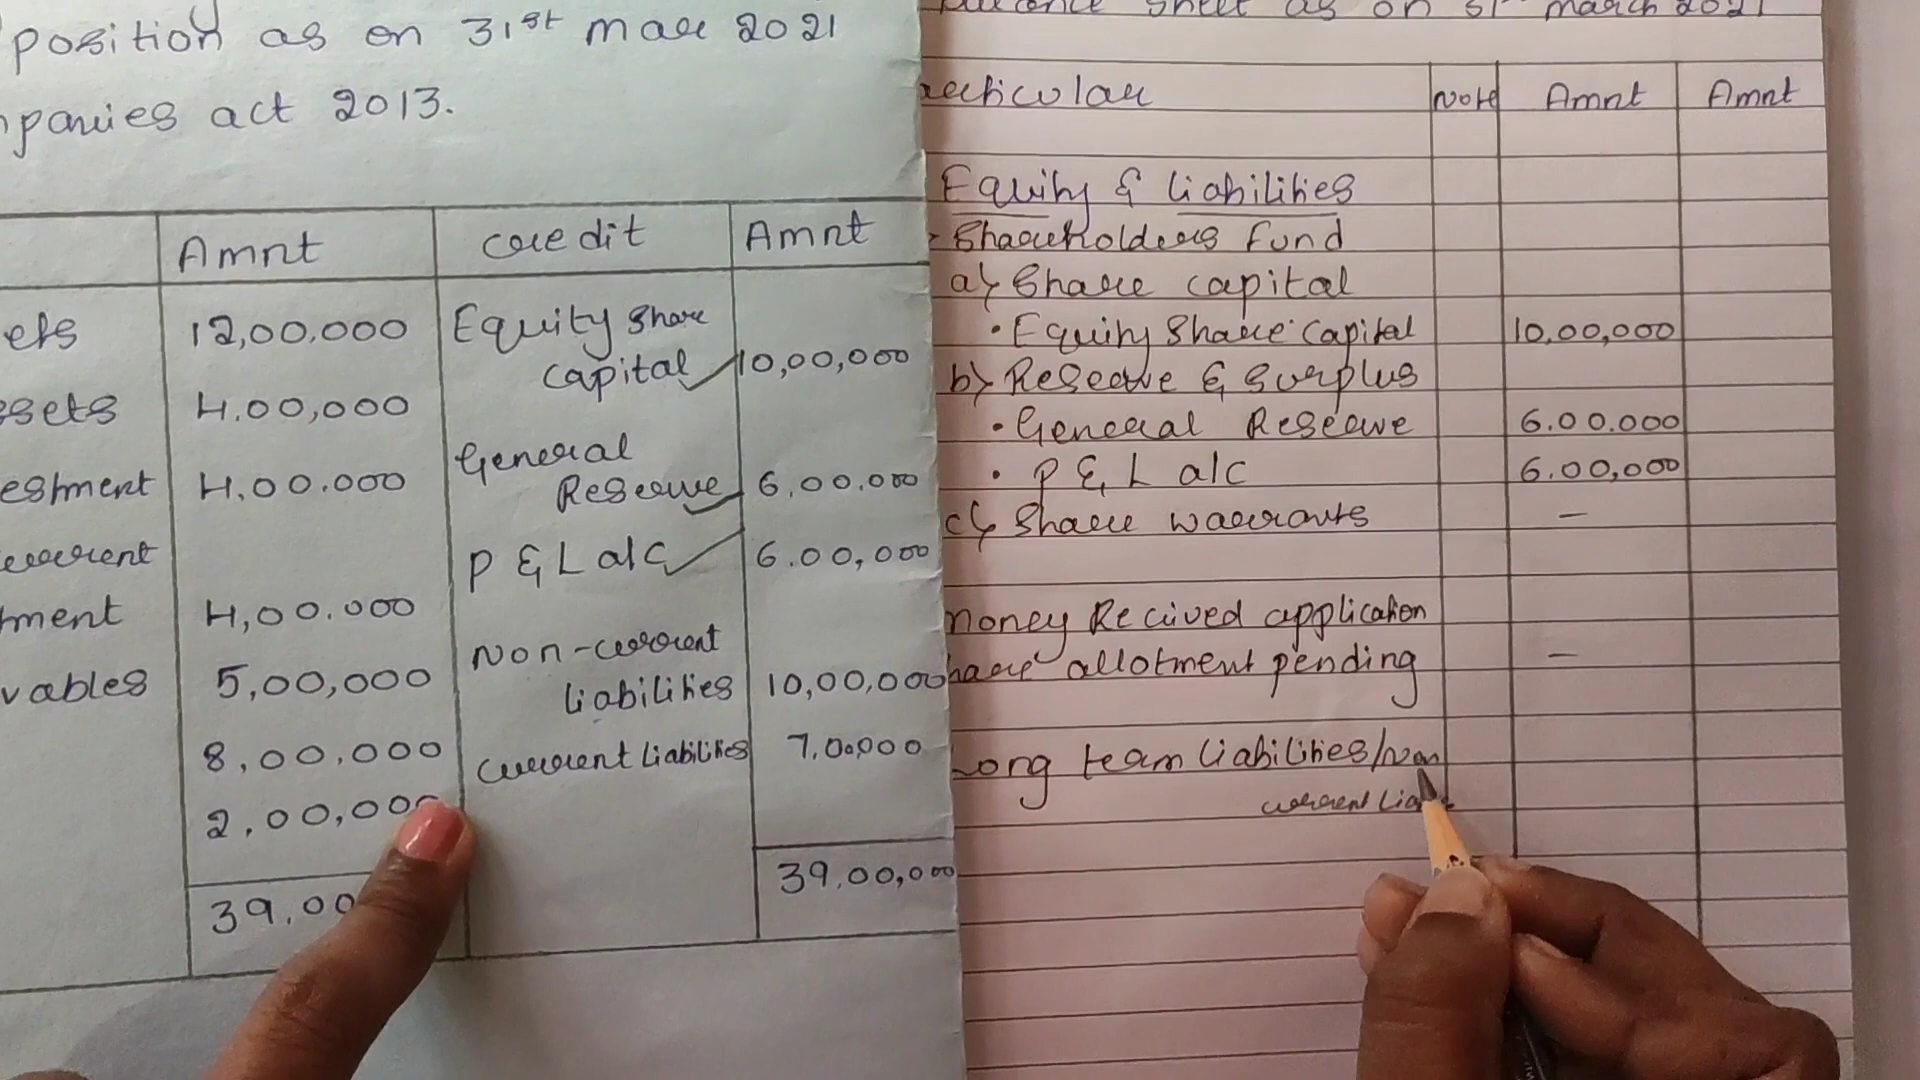 position as on 31st mar 2021
panies act 2013.
Amnt credit Amnt
ets 12,00,000 Equity Share
capital 10,00,000
ssets 4.00,000
General
estment 4.00.000 Reserve 6.00.000
current P & L a/c 6.00,000
tment 4,00.000
Non-current
vables 5,00,000 liabilities 10,00,000
8,00,000 current Liabilities 7,00,000
2,00,000
39,00 39,00,000
Balance Sheet as on 31st march 2021
articular Note Amnt Amnt
Equity & liabilities
Shareholders Fund
a) Share capital
• Equity Share capital 10,00,000
b) Reserve & Surplus
• General Reserve 6.00.000
• P & L a/c 6.00,000
c) Share warrants —
money Recived application
hare allotment pending —
Long team Liabilities/Non
current Lia